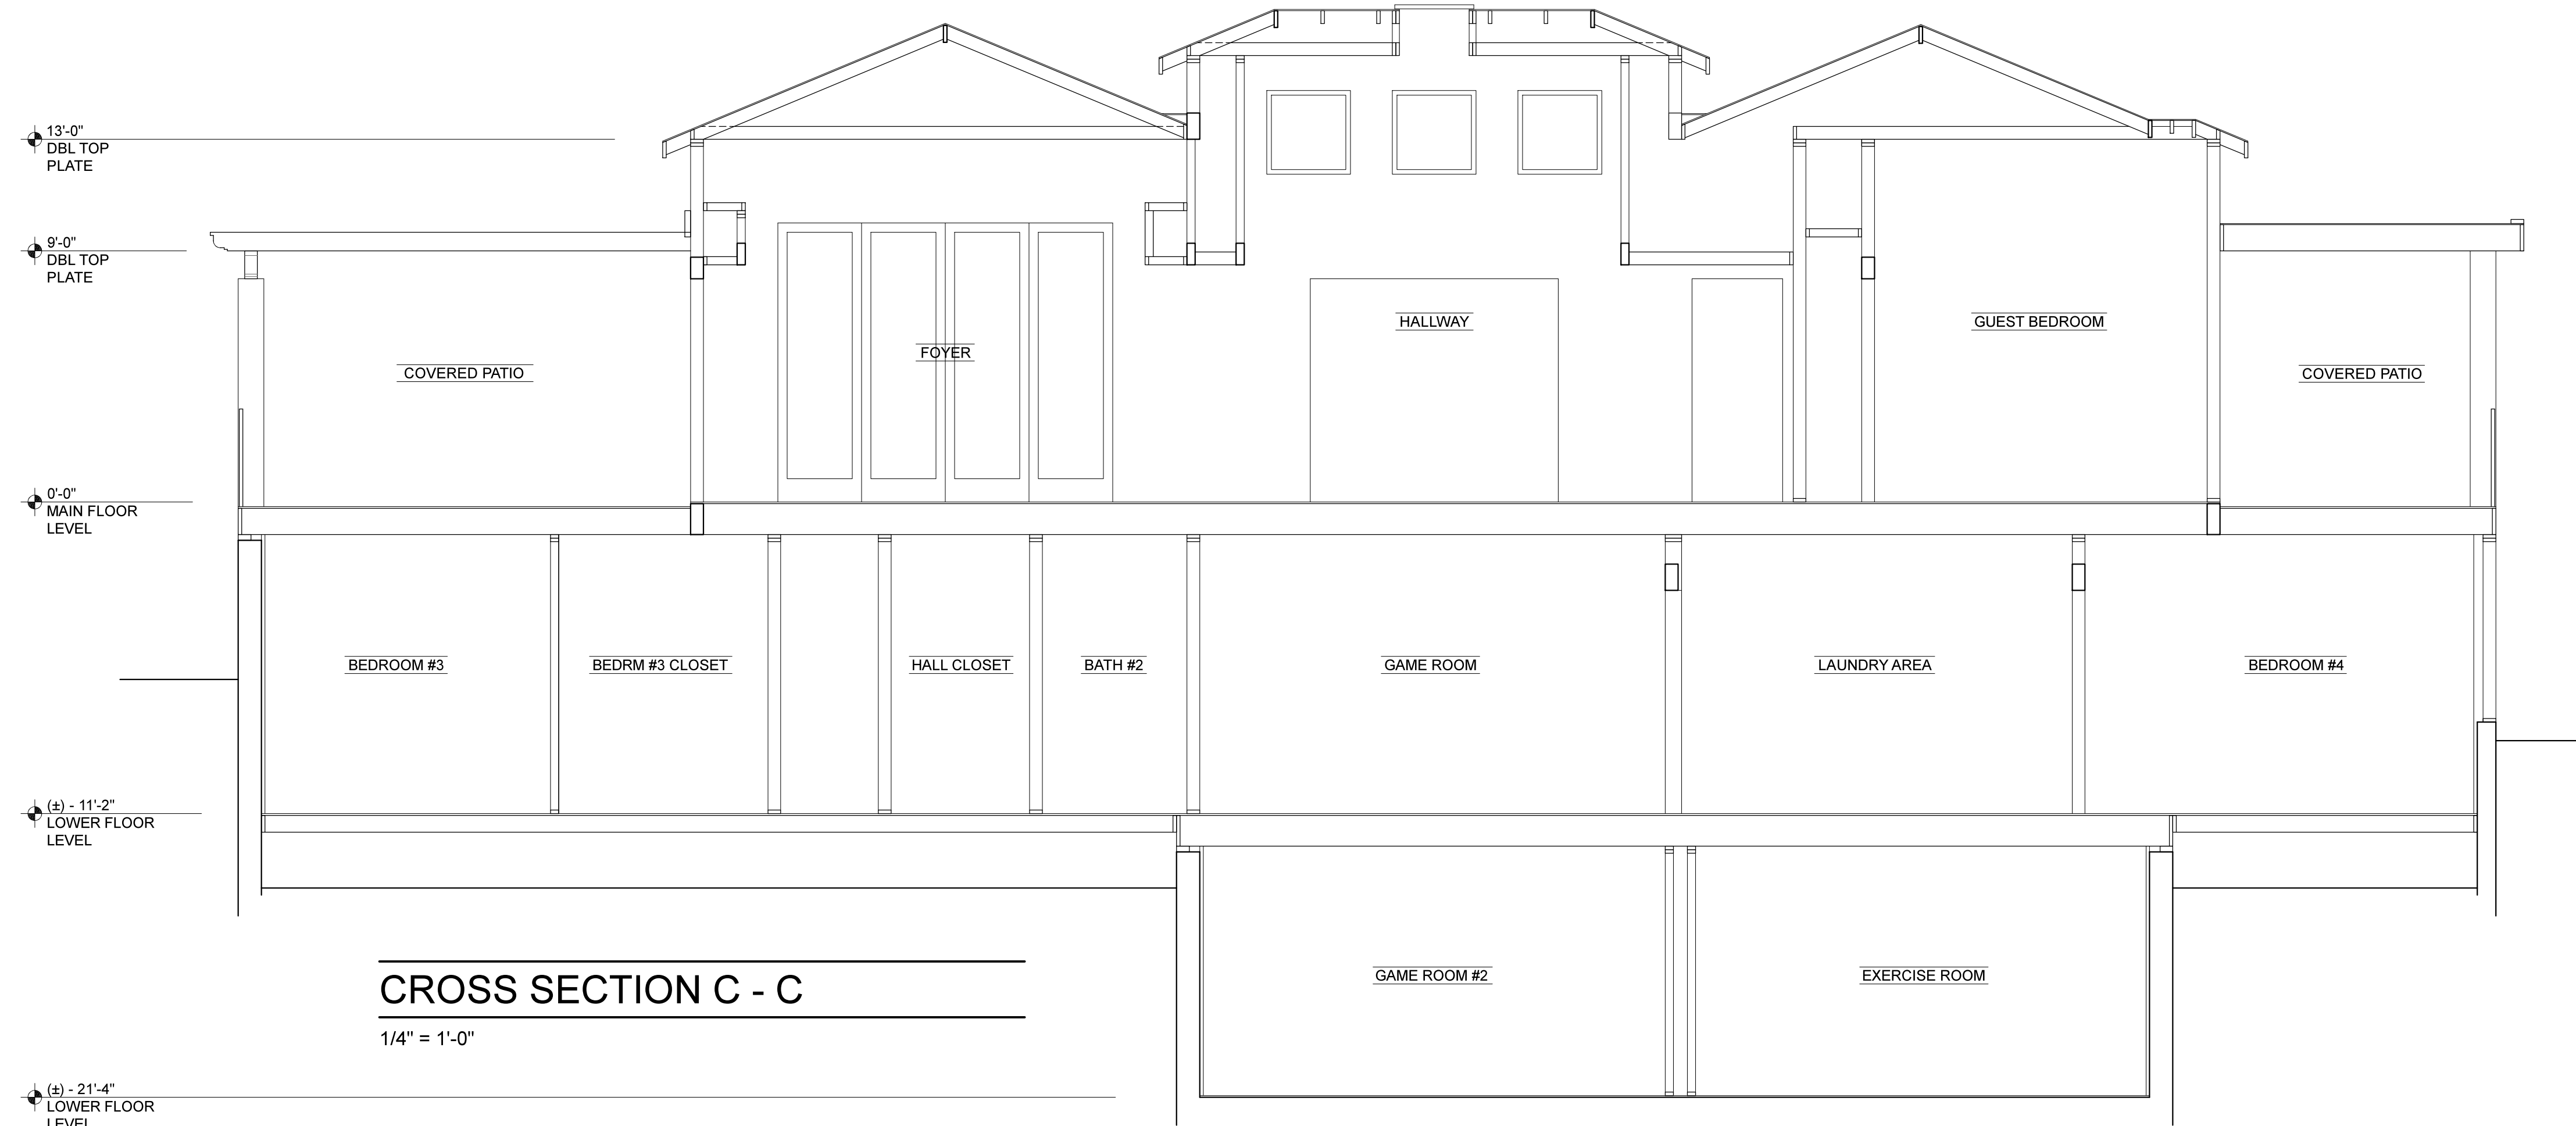 13'-0"
DBL TOP
PLATE
9'-0"
DBL TOP
PLATE
HALLWAY
GUEST BEDROOM
FOYER
COVERED PATIO
COVERED PATIO
0'-0"
MAIN FLOOR
LEVEL
BEDROOM #3
BEDRM #3 CLOSET
HALL CLOSET
BATH #2
GAME ROOM
LAUNDRY AREA
BEDROOM #4
(±) - 11'-2"
LOWER FLOOR
LEVEL
GAME ROOM #2
EXERCISE ROOM
CROSS SECTION C - C
1/4" = 1'-0"
(±) - 21'-4"
LOWER FLOOR
LEVEL